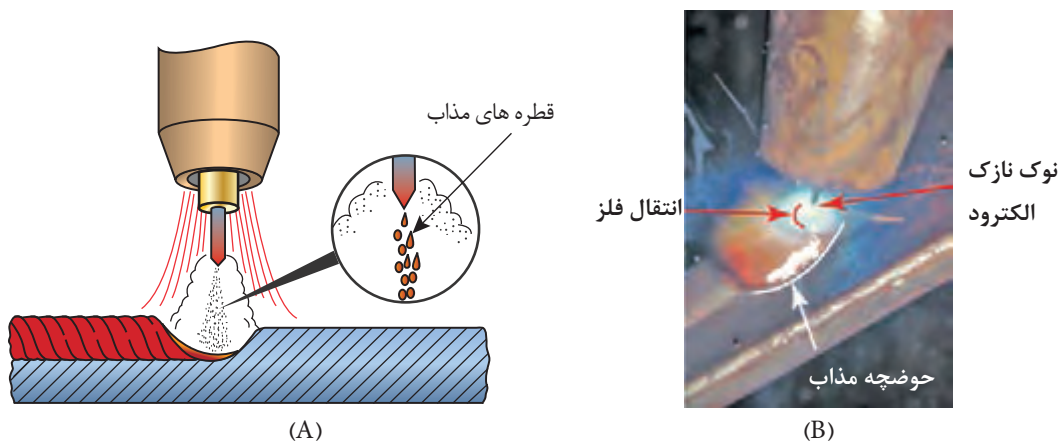 قطره های مذاب
(A)
انتقال فلز
نوک نازک
الکترود
حوضچه مذاب
(B)